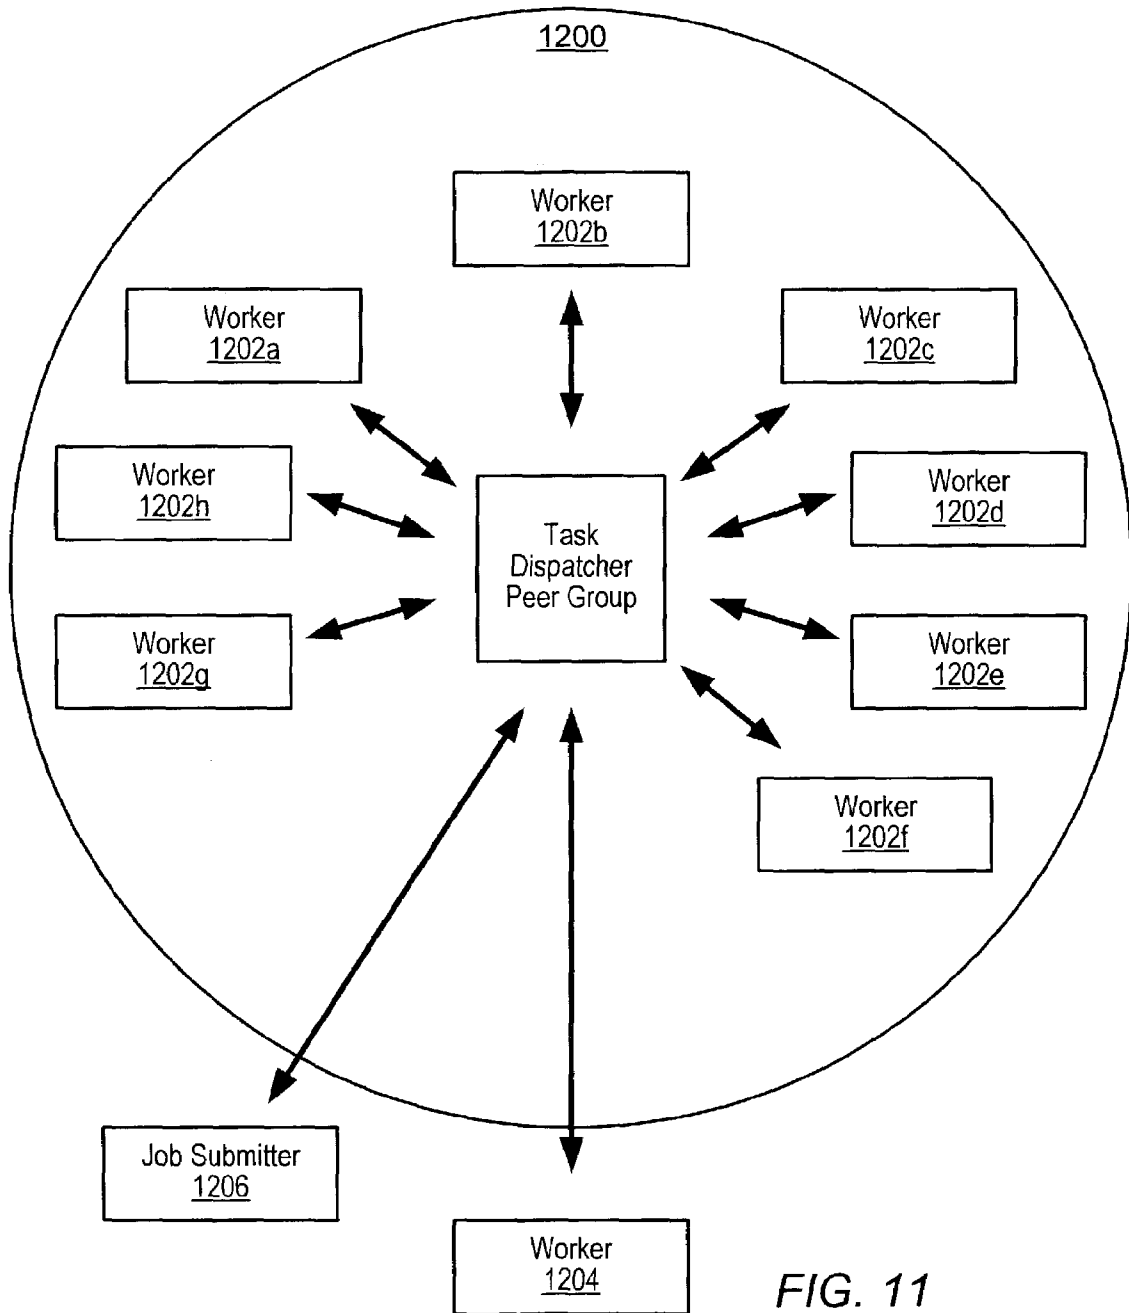 1200
Worker
1202b
Worker
1202a
Worker
1202c
Worker
1202h
Worker
1202d
Task
Dispatcher
Peer Group
Worker
1202g
Worker
1202e
Worker
1202f
Job Submitter
1206
Worker
1204
FIG. 11